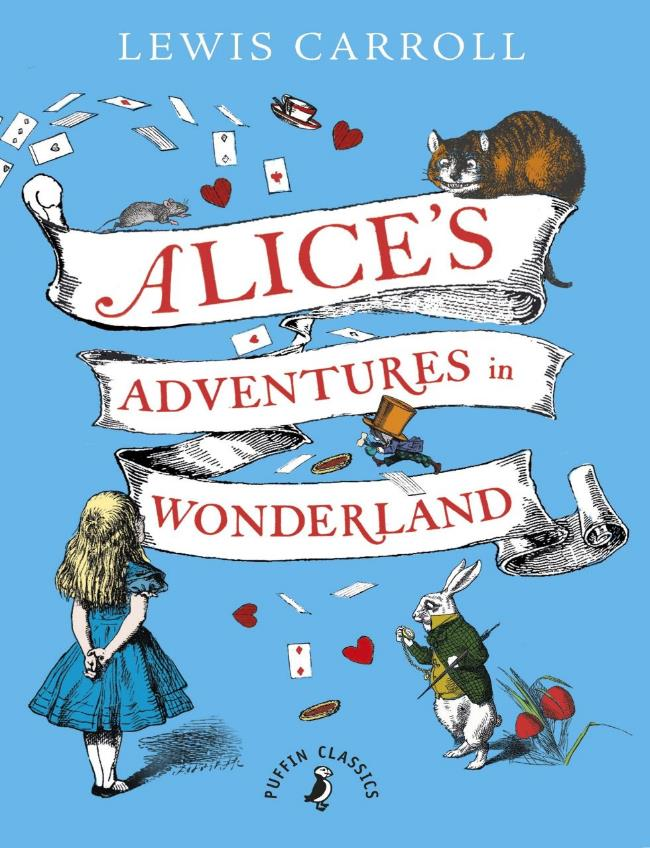 LEWIS CARROLL
ALICE'S
ADVENTURES in
WONDERLAND
PUFFIN CLASSICS